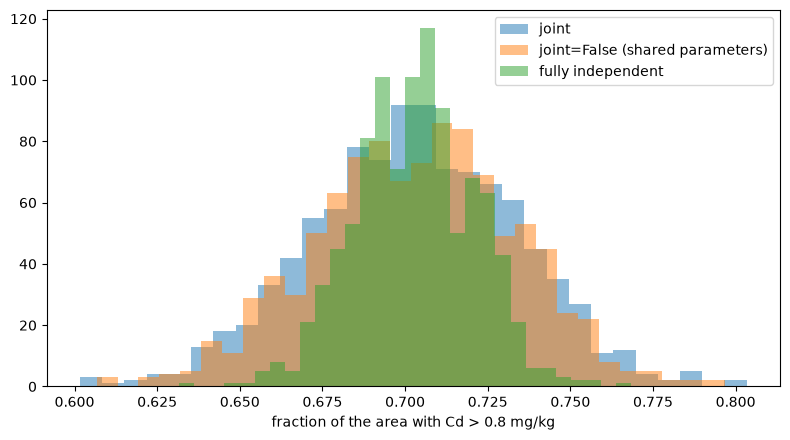 120
100
80
60
40
20
0
joint
joint=False (shared parameters)
fully independent
0.600 0.625 0.650 0.675 0.700 0.725 0.750 0.775 0.800
fraction of the area with Cd > 0.8 mg/kg